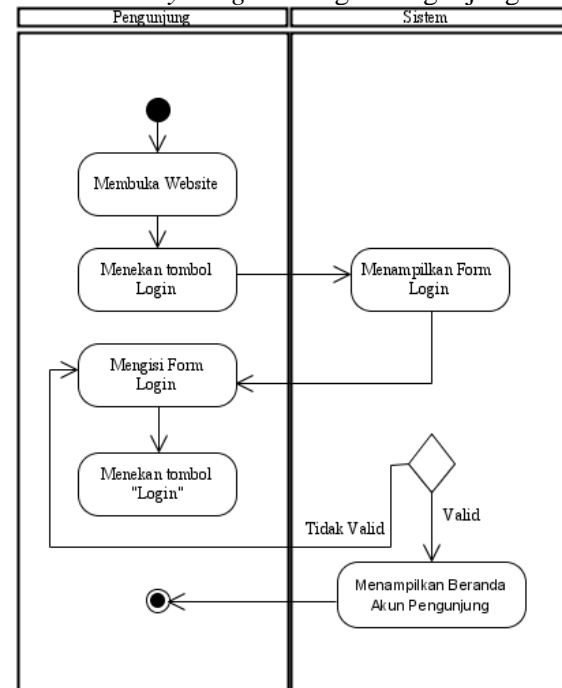 Pengunjung
Sistem
Membuka Website
Menekan tombol
Login
Menampilkan Form
Login
Mengisi Form
Login
Menekan tombol
"Login"
Tidak Valid
Valid
Menampilkan Beranda
Akun Pengunjung